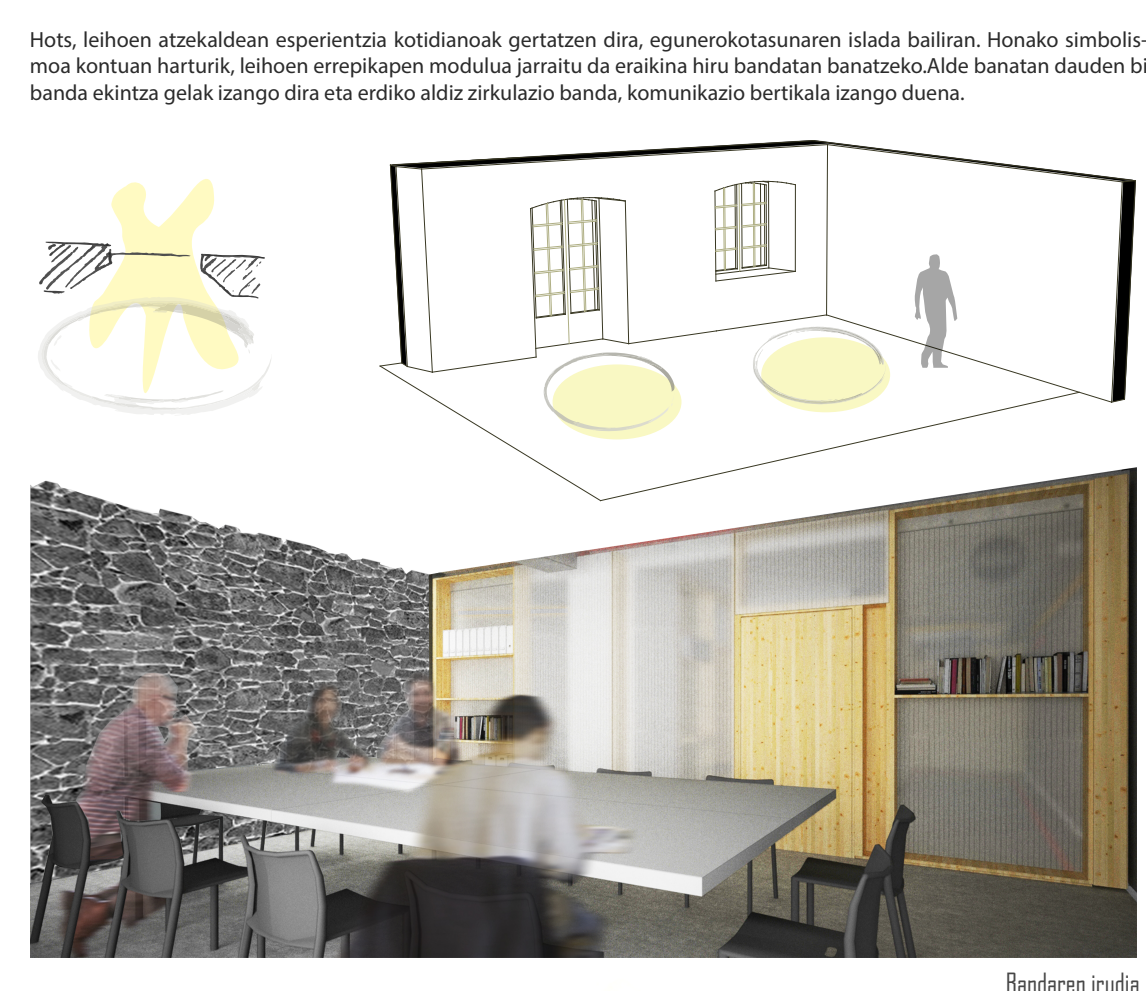 Hots, leihoen atzekaldean esperientzia kotidianoak gertatzen dira, egunerokotasunaren islada bailiran. Honako simbolis-
moa kontuan harturik, leihoen errepikapen modulua jarraitu da eraikina hiru bandatan banatzeko.Alde banatan dauden bi
banda ekintza gelak izango dira eta erdiko aldiz zirkulazio banda, komunikazio bertikala izango duena.
Bandaren irudia